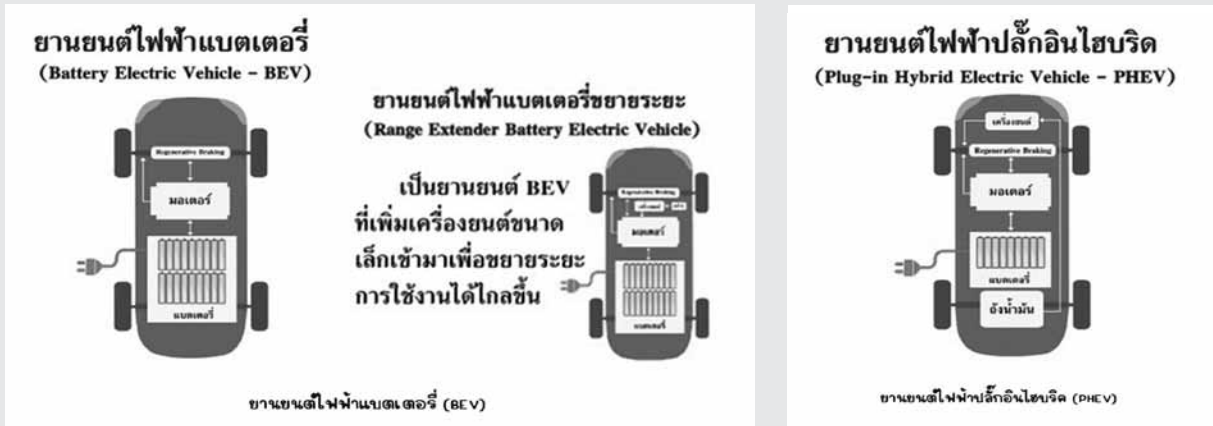 ยานยนต์ไฟฟ้าแบตเตอรี่
(Battery Electric Vehicle - BEV)
Regenerative Braking
มอเตอร์
แบตเตอรี่
ยานยนต์ไฟฟ้าแบตเตอรี่ขยายระยะ
(Range Extender Battery Electric Vehicle)
เป็นยานยนต์ BEV
ที่เพิ่มเครื่องยนต์ขนาด
เล็กเข้ามาเพื่อขยายระยะ
การใช้งานได้ไกลขึ้น
Regenerative Braking
มอเตอร์
แบตเตอรี่
ยานยนต์ไฟฟ้าแบตเตอรี่ (BEV)
ยานยนต์ไฟฟ้าปลั๊กอินไฮบริด
(Plug-in Hybrid Electric Vehicle - PHEV)
เครื่องยนต์
Regenerative Braking
มอเตอร์
แบตเตอรี่
ถังน้ำมัน
ยานยนต์ไฟฟ้าปลั๊กอินไฮบริด (PHEV)